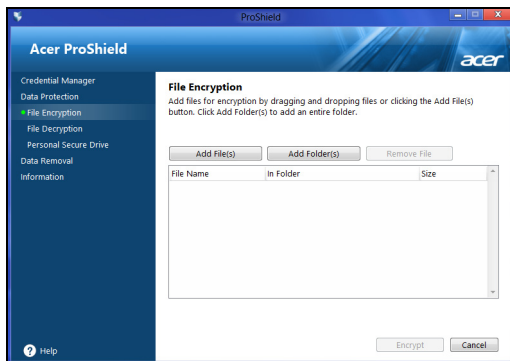 ProShield
Acer ProShield
acer
Credential Manager
Data Protection
File Encryption
File Decryption
Personal Secure Drive
Data Removal
Information
Help
File Encryption
Add files for encryption by dragging and dropping files or clicking the Add File(s)
button. Click Add Folder(s) to add an entire folder.
Add File(s) Add Folder(s) Remove File
File Name In Folder Size
Encrypt Cancel